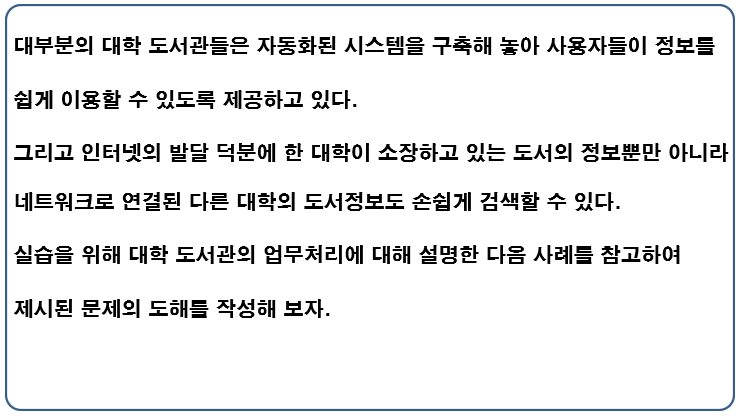 대부분의 대학 도서관들은 자동화된 시스템을 구축해 놓아 사용자들이 정보를
쉽게 이용할 수 있도록 제공하고 있다.
그리고 인터넷의 발달 덕분에 한 대학이 소장하고 있는 도서의 정보뿐만 아니라
네트워크로 연결된 다른 대학의 도서정보도 손쉽게 검색할 수 있다.
실습을 위해 대학 도서관의 업무처리에 대해 설명한 다음 사례를 참고하여
제시된 문제의 도해를 작성해 보자.